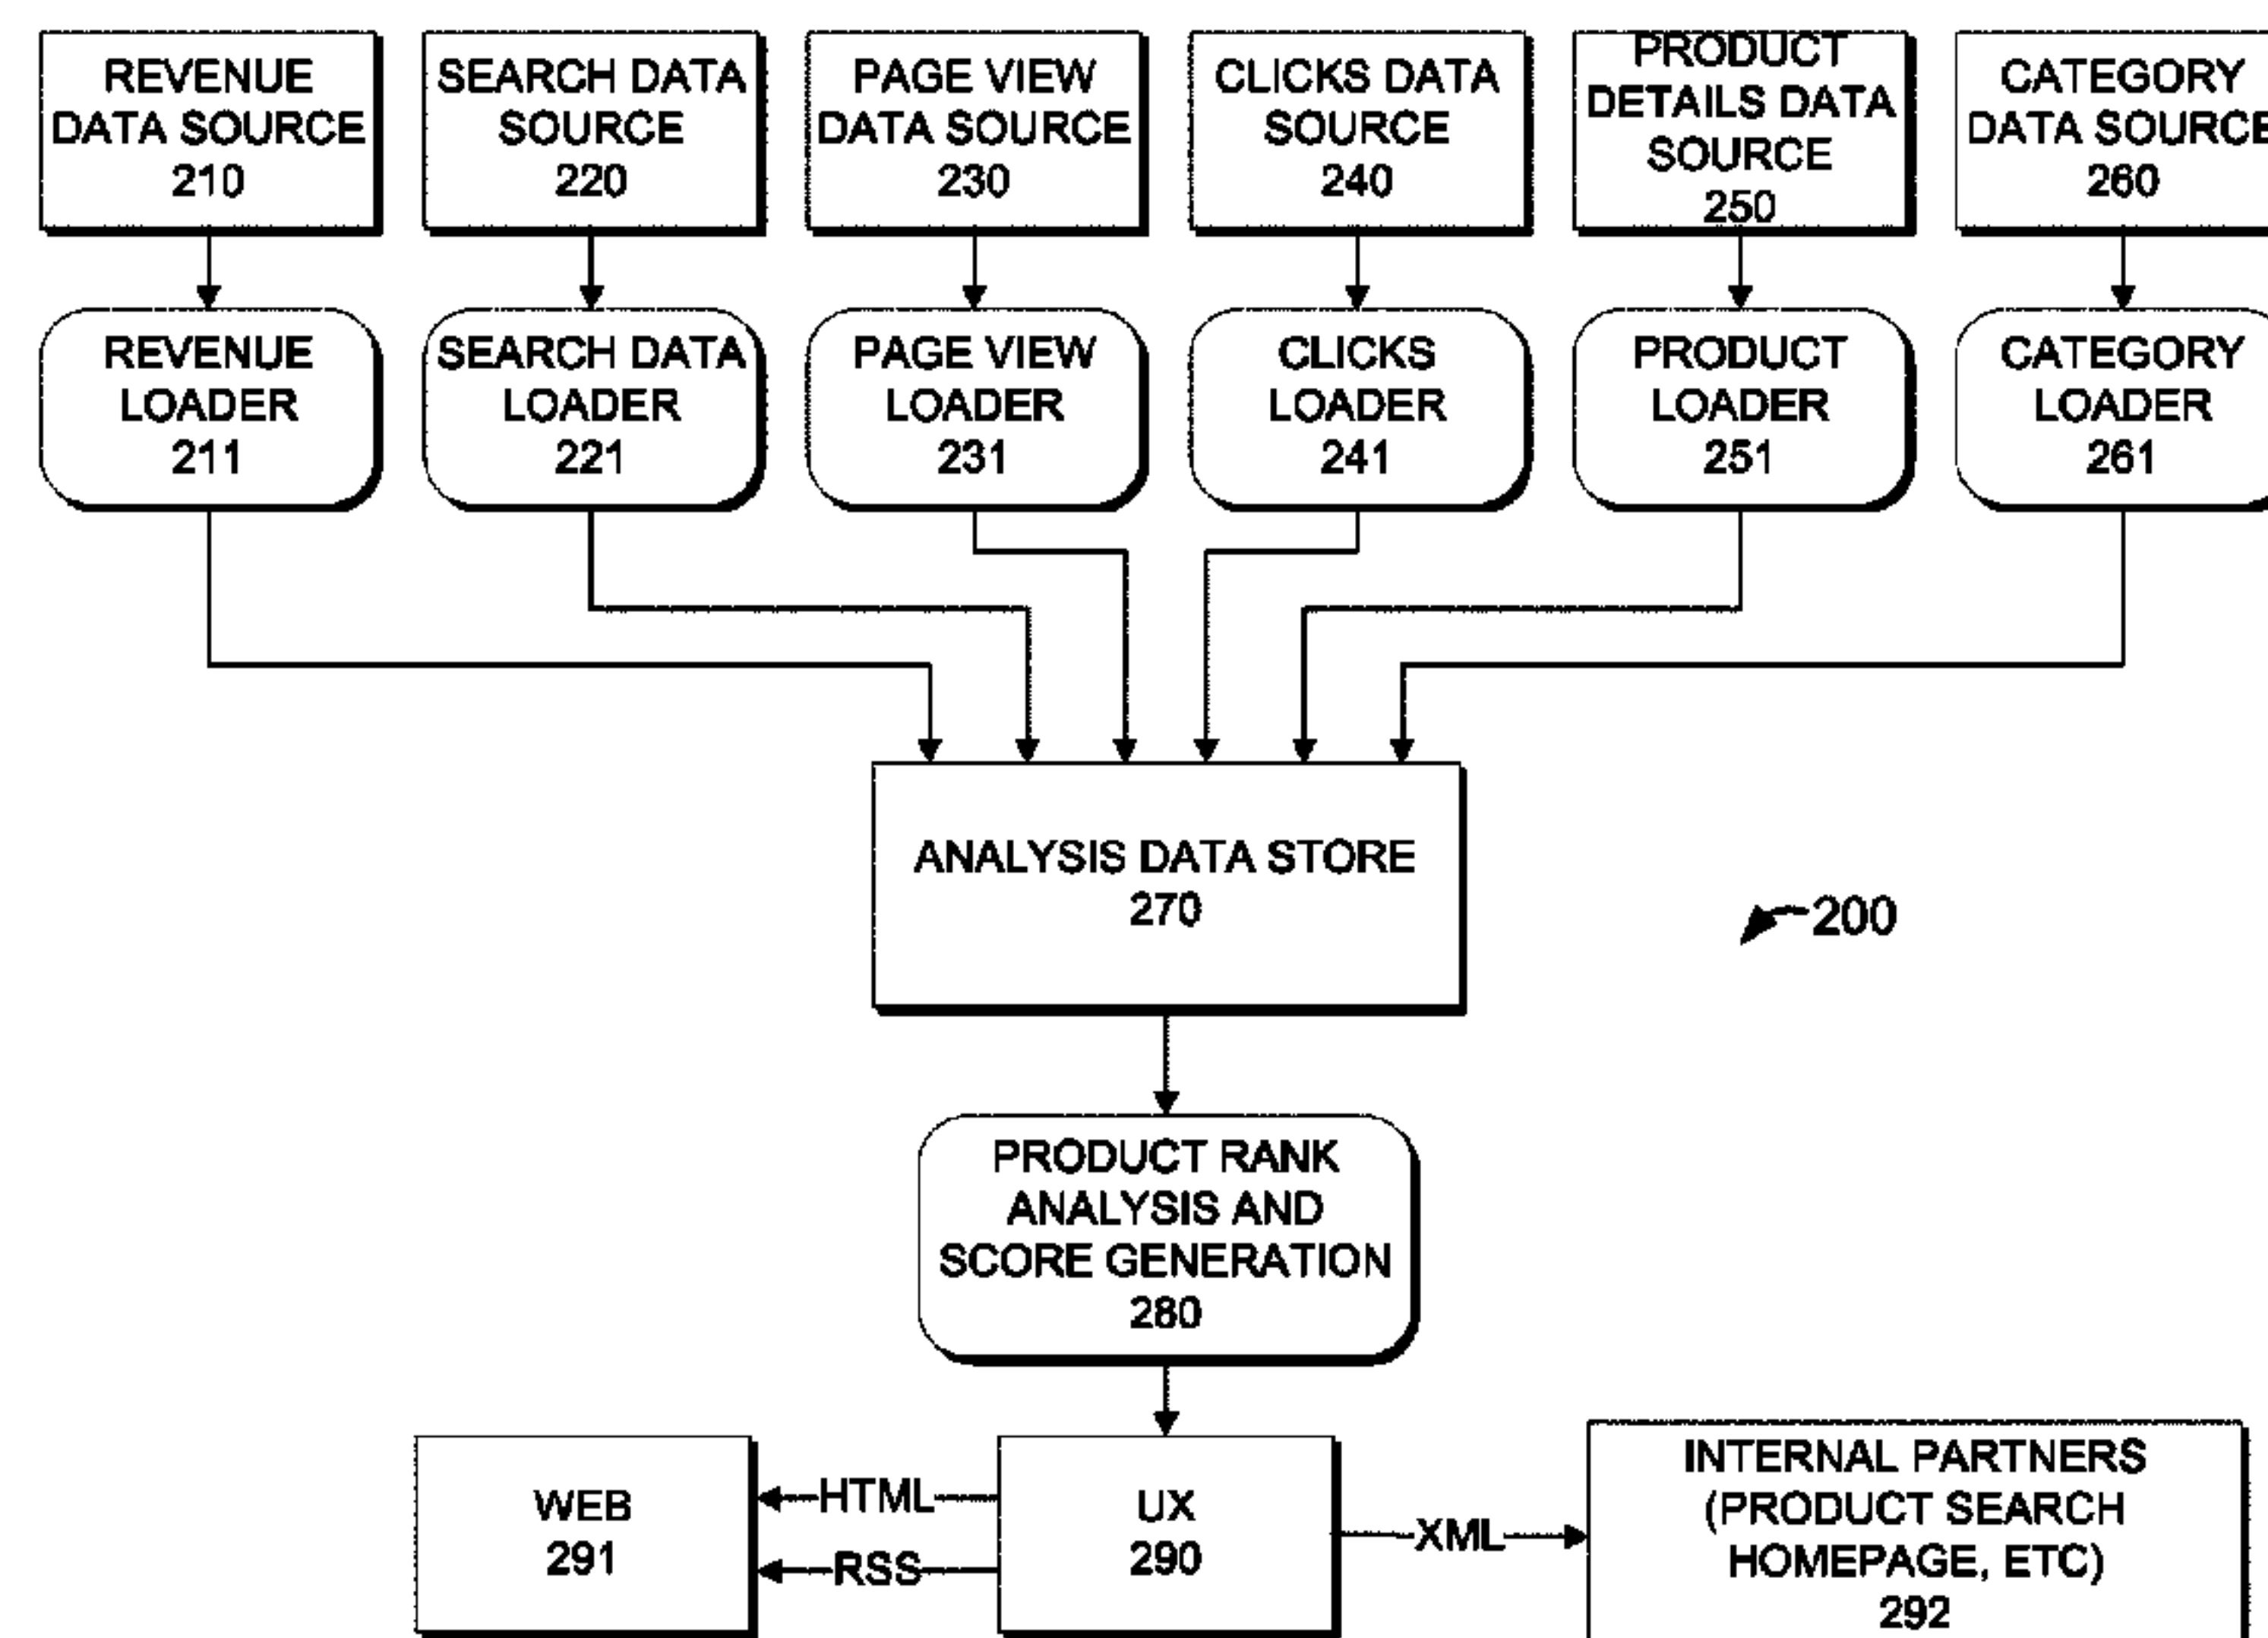 REVENUE
DATA SOURCE
210
SEARCH DATA
SOURCE
220
PAGE VIEW
DATA SOURCE
230
CLICKS DATA
SOURCE
240
PRODUCT
DETAILS DATA
SOURCE
250
CATEGORY
DATA SOURCE
260
REVENUE
LOADER
211
SEARCH DATA
LOADER
221
PAGE VIEW
LOADER
231
CLICKS
LOADER
241
PRODUCT
LOADER
251
CATEGORY
LOADER
261
ANALYSIS DATA STORE
270
200
PRODUCT RANK
ANALYSIS AND
SCORE GENERATION
280
WEB
291
HTML
RSS
UX
290
XML
INTERNAL PARTNERS
(PRODUCT SEARCH
HOMEPAGE, ETC)
292